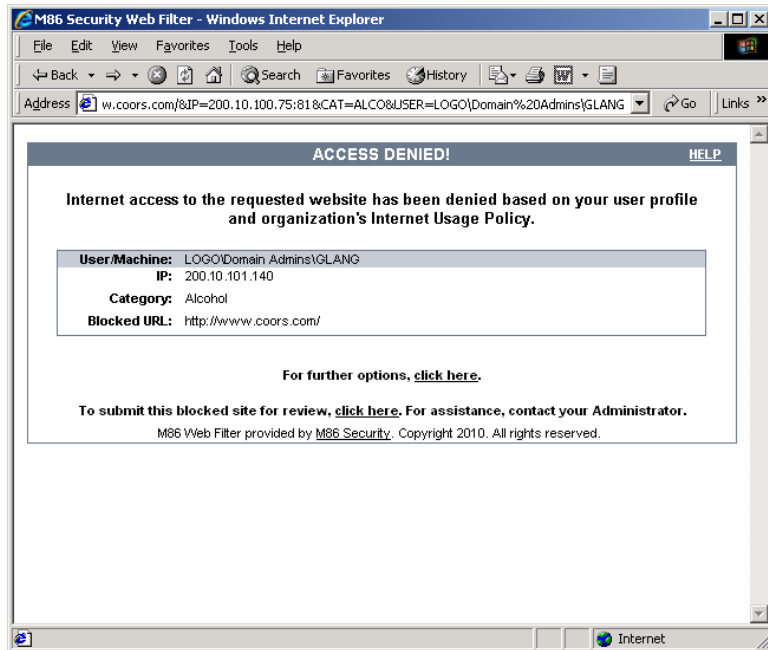 M86 Security Web Filter - Windows Internet Explorer
File Edit View Favorites Tools Help
Back Search Favorites History
Address w.coors.com/&IP=200.10.100.75:81&CAT=ALCO&USER=LOGO\Domain%20Admins\GLANG Go Links »
ACCESS DENIED! HELP
Internet access to the requested website has been denied based on your user profile
and organization's Internet Usage Policy.
User/Machine: LOGO\Domain Admins\GLANG
IP: 200.10.101.140
Category: Alcohol
Blocked URL: http://www.coors.com/
For further options, click here.
To submit this blocked site for review, click here. For assistance, contact your Administrator.
M86 Web Filter provided by M86 Security. Copyright 2010. All rights reserved.
Internet